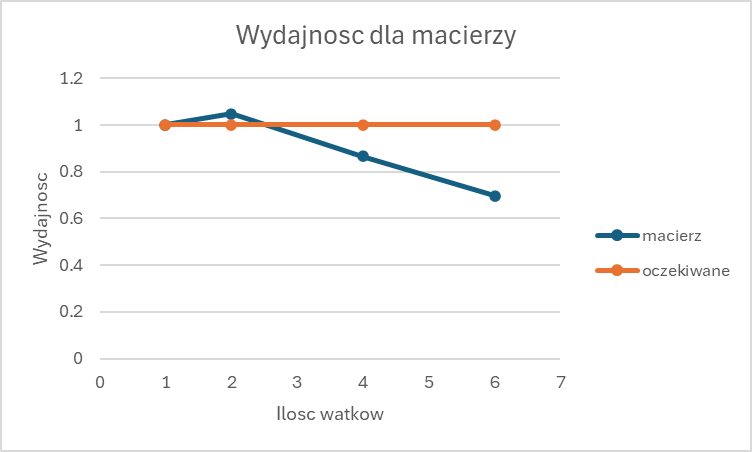 Wydajnosc dla macierzy
1.2
1
0.8
0.6
0.4
0.2
0
Wydajnosc
0 1 2 3 4 5 6 7
Ilosc watkow
macierz
oczekiwane